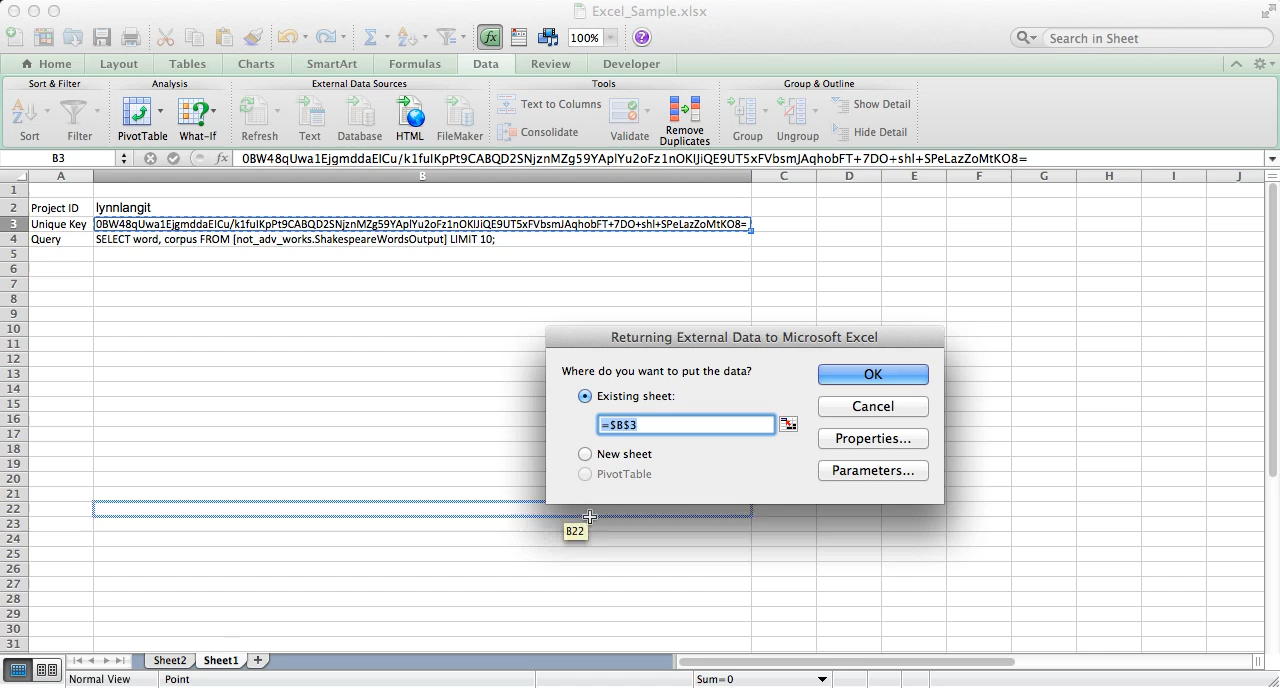 Excel_Sample.xlsx
100%
Search in Sheet
Home Layout Tables Charts SmartArt Formulas Data Review Developer
Sort & Filter Analysis External Data Sources Tools Group & Outline
Sort Filter PivotTable What-If Refresh Text Database HTML FileMaker Text to Columns Consolidate Validate Remove Duplicates Group Ungroup Show Detail Hide Detail
B3 fx 0BW48qUwa1EjgmddaElCu/k1fuIKpPt9CABQD2SNjznMZg59YAplYu2oFz1nOKIJiQE9UT5xFVbsmJAqhobFT+7DO+shl+SPeLazZoMtKO8=
A B C D E F G H I J
1
2 Project ID lynnlangit
3 Unique Key 0BW48qUwa1EjgmddaElCu/k1fuIKpPt9CABQD2SNjznMZg59YAplYu2oFz1nOKIJiQE9UT5xFVbsmJAqhobFT+7DO+shl+SPeLazZoMtKO8=
4 Query SELECT word, corpus FROM [not_adv_works.ShakespeareWordsOutput] LIMIT 10;
5
6
7
8
9
10
11
12
13
14
15
16
17
18
19
20
21
22
23
24
25
26
27
28
29
30
31
Returning External Data to Microsoft Excel
Where do you want to put the data?
Existing sheet:
=$B$3
New sheet
PivotTable
OK
Cancel
Properties...
Parameters...
B22
Sheet2 Sheet1
Normal View Point Sum=0